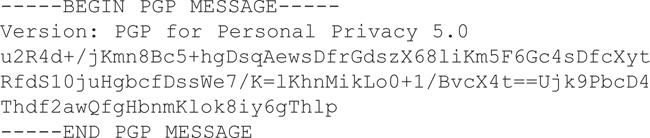 -----BEGIN PGP MESSAGE-----
Version: PGP for Personal Privacy 5.0
u2R4d+/jKmn8Bc5+hgDsqAewsDfrGdszX68liKm5F6Gc4sDfcXyt
RfdS10juHgbcfDssWe7/K=lKhnMikLo0+1/BvcX4t==Ujk9PbcD4
Thdf2awQfgHbnmKlok8iy6gThlp
-----END PGP MESSAGE